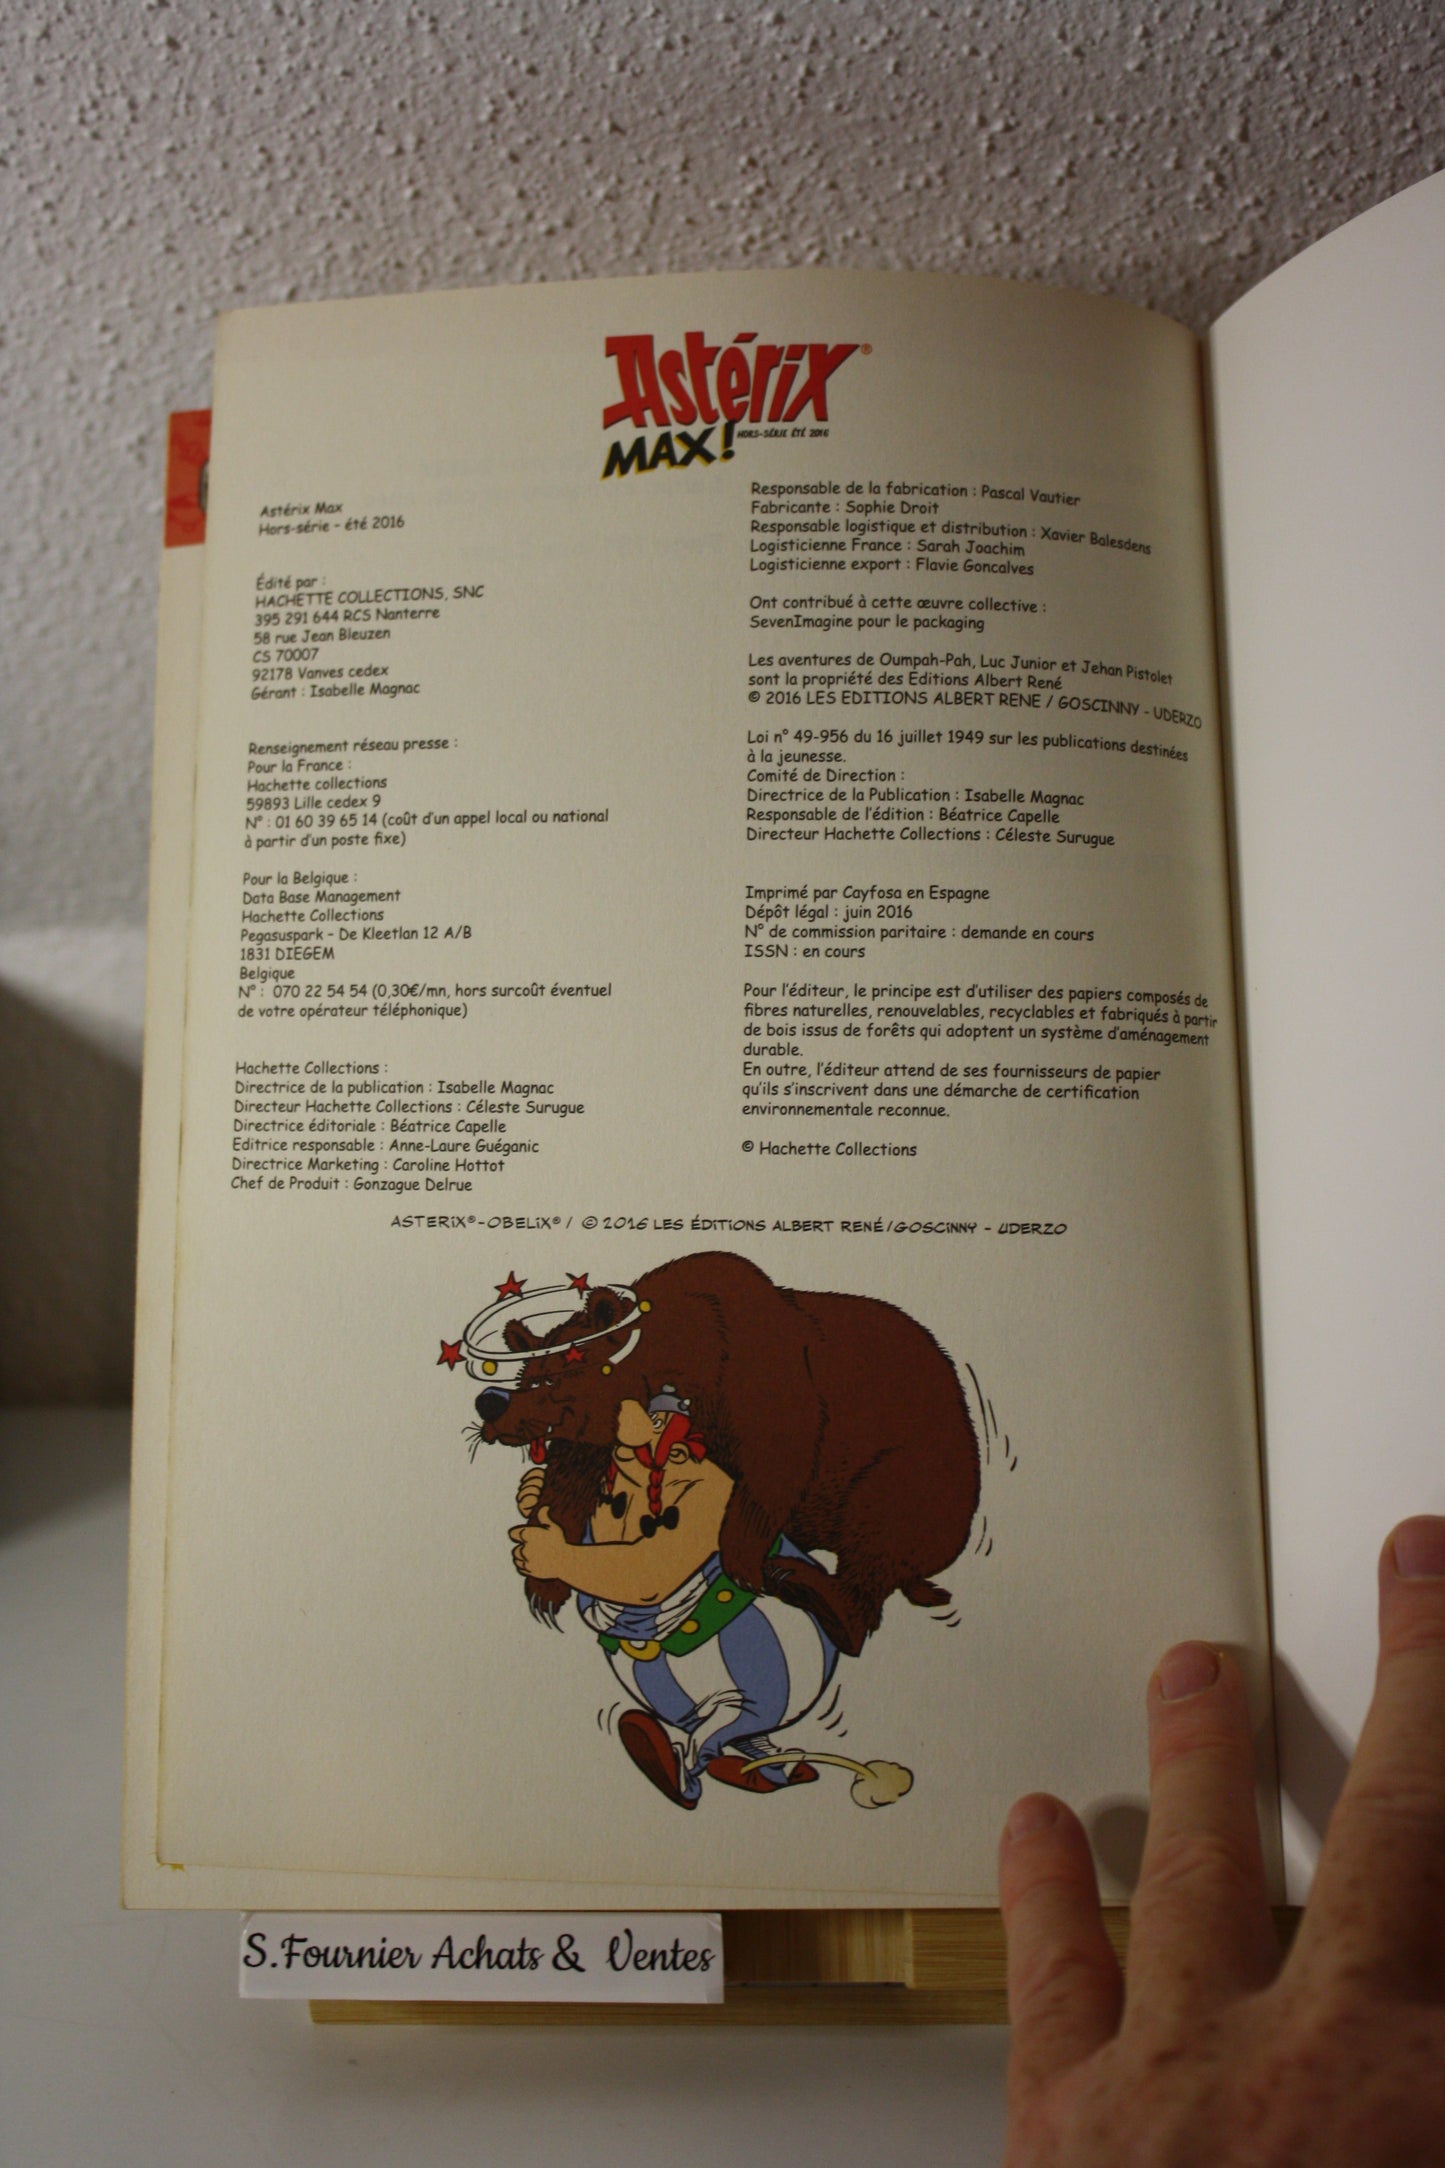 Astérix®
MAX! HORS-SÉRIE ÉTÉ 2016
Astérix Max
Hors-série - été 2016
Édité par :
HACHETTE COLLECTIONS, SNC
395 291 644 RCS Nanterre
58 rue Jean Bleuzen
CS 70007
92178 Vanves cedex
Gérant : Isabelle Magnac
Renseignement réseau presse :
Pour la France :
Hachette collections
59893 Lille cedex 9
N° : 01 60 39 65 14 (coût d'un appel local ou national
à partir d'un poste fixe)
Pour la Belgique :
Data Base Management
Hachette Collections
Pegasuspark - De Kleetlan 12 A/B
1831 DIEGEM
Belgique
N° : 070 22 54 54 (0,30€/mn, hors surcoût éventuel
de votre opérateur téléphonique)
Hachette Collections :
Directrice de la publication : Isabelle Magnac
Directeur Hachette Collections : Céleste Surugue
Directrice éditoriale : Béatrice Capelle
Editrice responsable : Anne-Laure Guéganic
Directrice Marketing : Caroline Hottot
Chef de Produit : Gonzague Delrue
Responsable de la fabrication : Pascal Vautier
Fabricante : Sophie Droit
Responsable logistique et distribution : Xavier Balesdens
Logisticienne France : Sarah Joachim
Logisticienne export : Flavie Goncalves
Ont contribué à cette œuvre collective :
SevenImagine pour le packaging
Les aventures de Oumpah-Pah, Luc Junior et Jehan Pistolet
sont la propriété des Editions Albert René
© 2016 LES EDITIONS ALBERT RENE / GOSCINNY - UDERZO
Loi n° 49-956 du 16 juillet 1949 sur les publications destinées
à la jeunesse.
Comité de Direction :
Directrice de la Publication : Isabelle Magnac
Responsable de l'édition : Béatrice Capelle
Directeur Hachette Collections : Céleste Surugue
Imprimé par Cayfosa en Espagne
Dépôt légal : juin 2016
N° de commission paritaire : demande en cours
ISSN : en cours
Pour l'éditeur, le principe est d'utiliser des papiers composés de
fibres naturelles, renouvelables, recyclables et fabriqués à partir
de bois issus de forêts qui adoptent un système d'aménagement
durable.
En outre, l'éditeur attend de ses fournisseurs de papier
qu'ils s'inscrivent dans une démarche de certification
environnementale reconnue.
© Hachette Collections
ASTERIX®-OBELIX® / © 2016 LES ÉDITIONS ALBERT RENÉ/GOSCINNY - UDERZO
S.Fournier Achats & Ventes